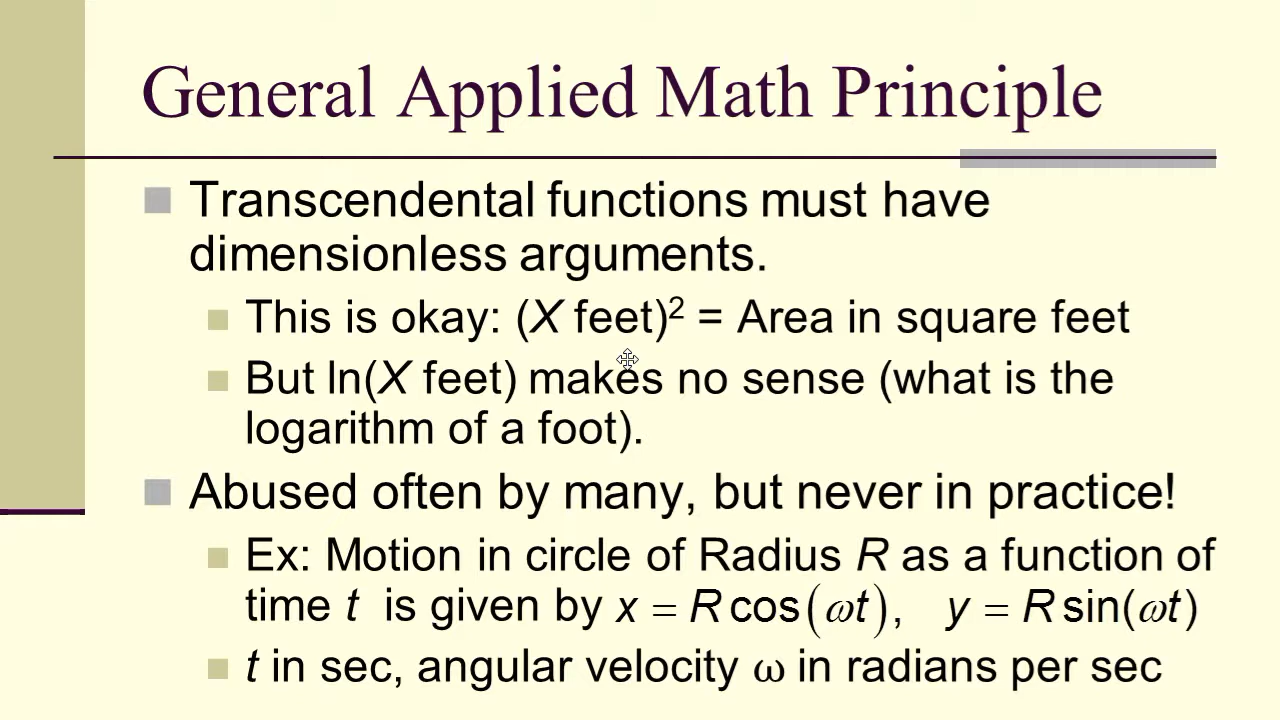 General Applied Math Principle
Transcendental functions must have
dimensionless arguments.
This is okay: (X feet)² = Area in square feet
But ln(X feet) makes no sense (what is the
logarithm of a foot).
Abused often by many, but never in practice!
Ex: Motion in circle of Radius R as a function of
time t is given by x = R cos(ωt), y = R sin(ωt)
t in sec, angular velocity ω in radians per sec